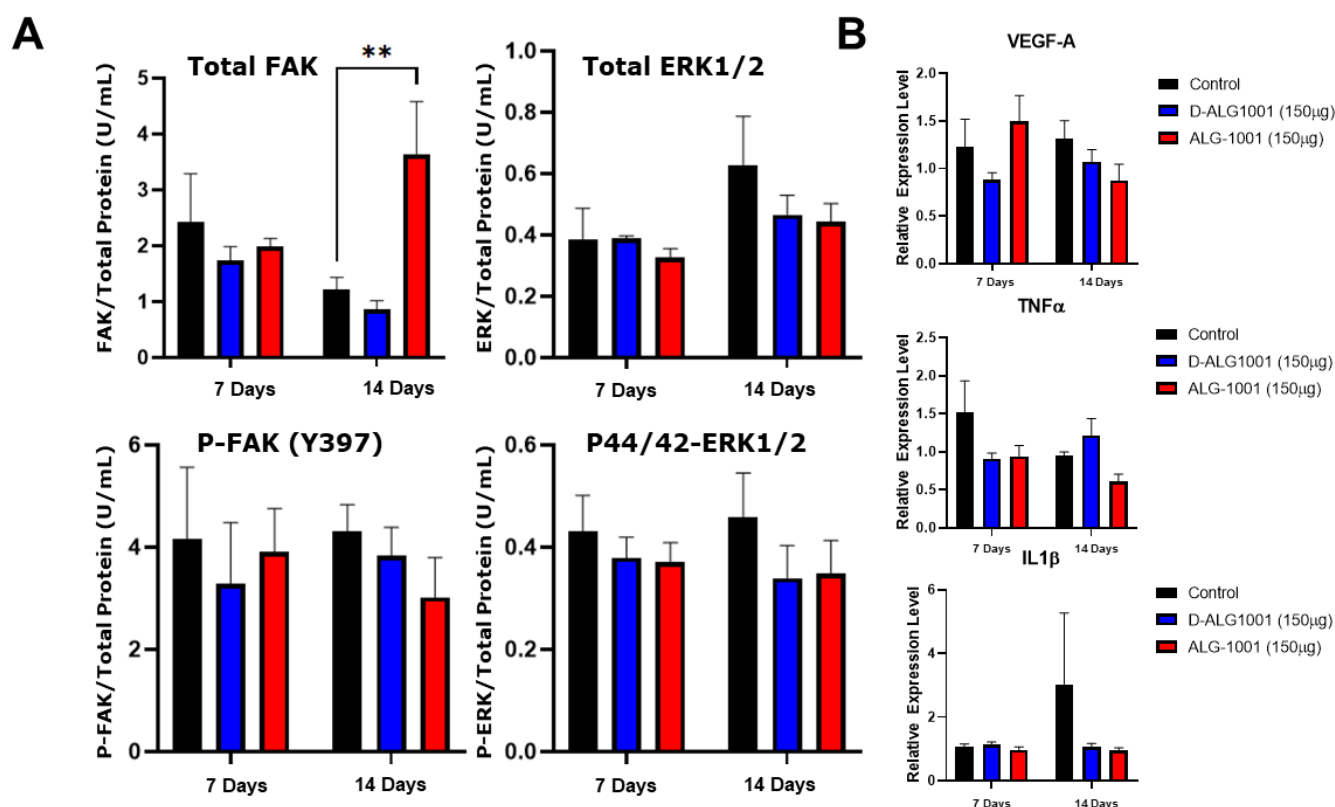 A
Total FAK
**
FAK/Total Protein (U/mL)
5
4
3
2
1
0
7 Days
14 Days
Total ERK1/2
ERK/Total Protein (U/mL)
1.0
0.8
0.6
0.4
0.2
0.0
7 Days
14 Days
P-FAK (Y397)
P-FAK/Total Protein (U/mL)
6
4
2
0
7 Days
14 Days
P44/42-ERK1/2
P-ERK/Total Protein (U/mL)
0.6
0.4
0.2
0.0
7 Days
14 Days
B
VEGF-A
Relative Expression Level
2.0
1.5
1.0
0.5
0.0
7 Days
14 Days
Control
D-ALG1001 (150µg)
ALG-1001 (150µg)
TNFα
Relative Expression Level
2.5
2.0
1.5
1.0
0.5
0.0
7 Days
14 Days
Control
D-ALG1001 (150µg)
ALG-1001 (150µg)
IL1β
Relative Expression Level
6
4
2
0
7 Days
14 Days
Control
D-ALG1001 (150µg)
ALG-1001 (150µg)